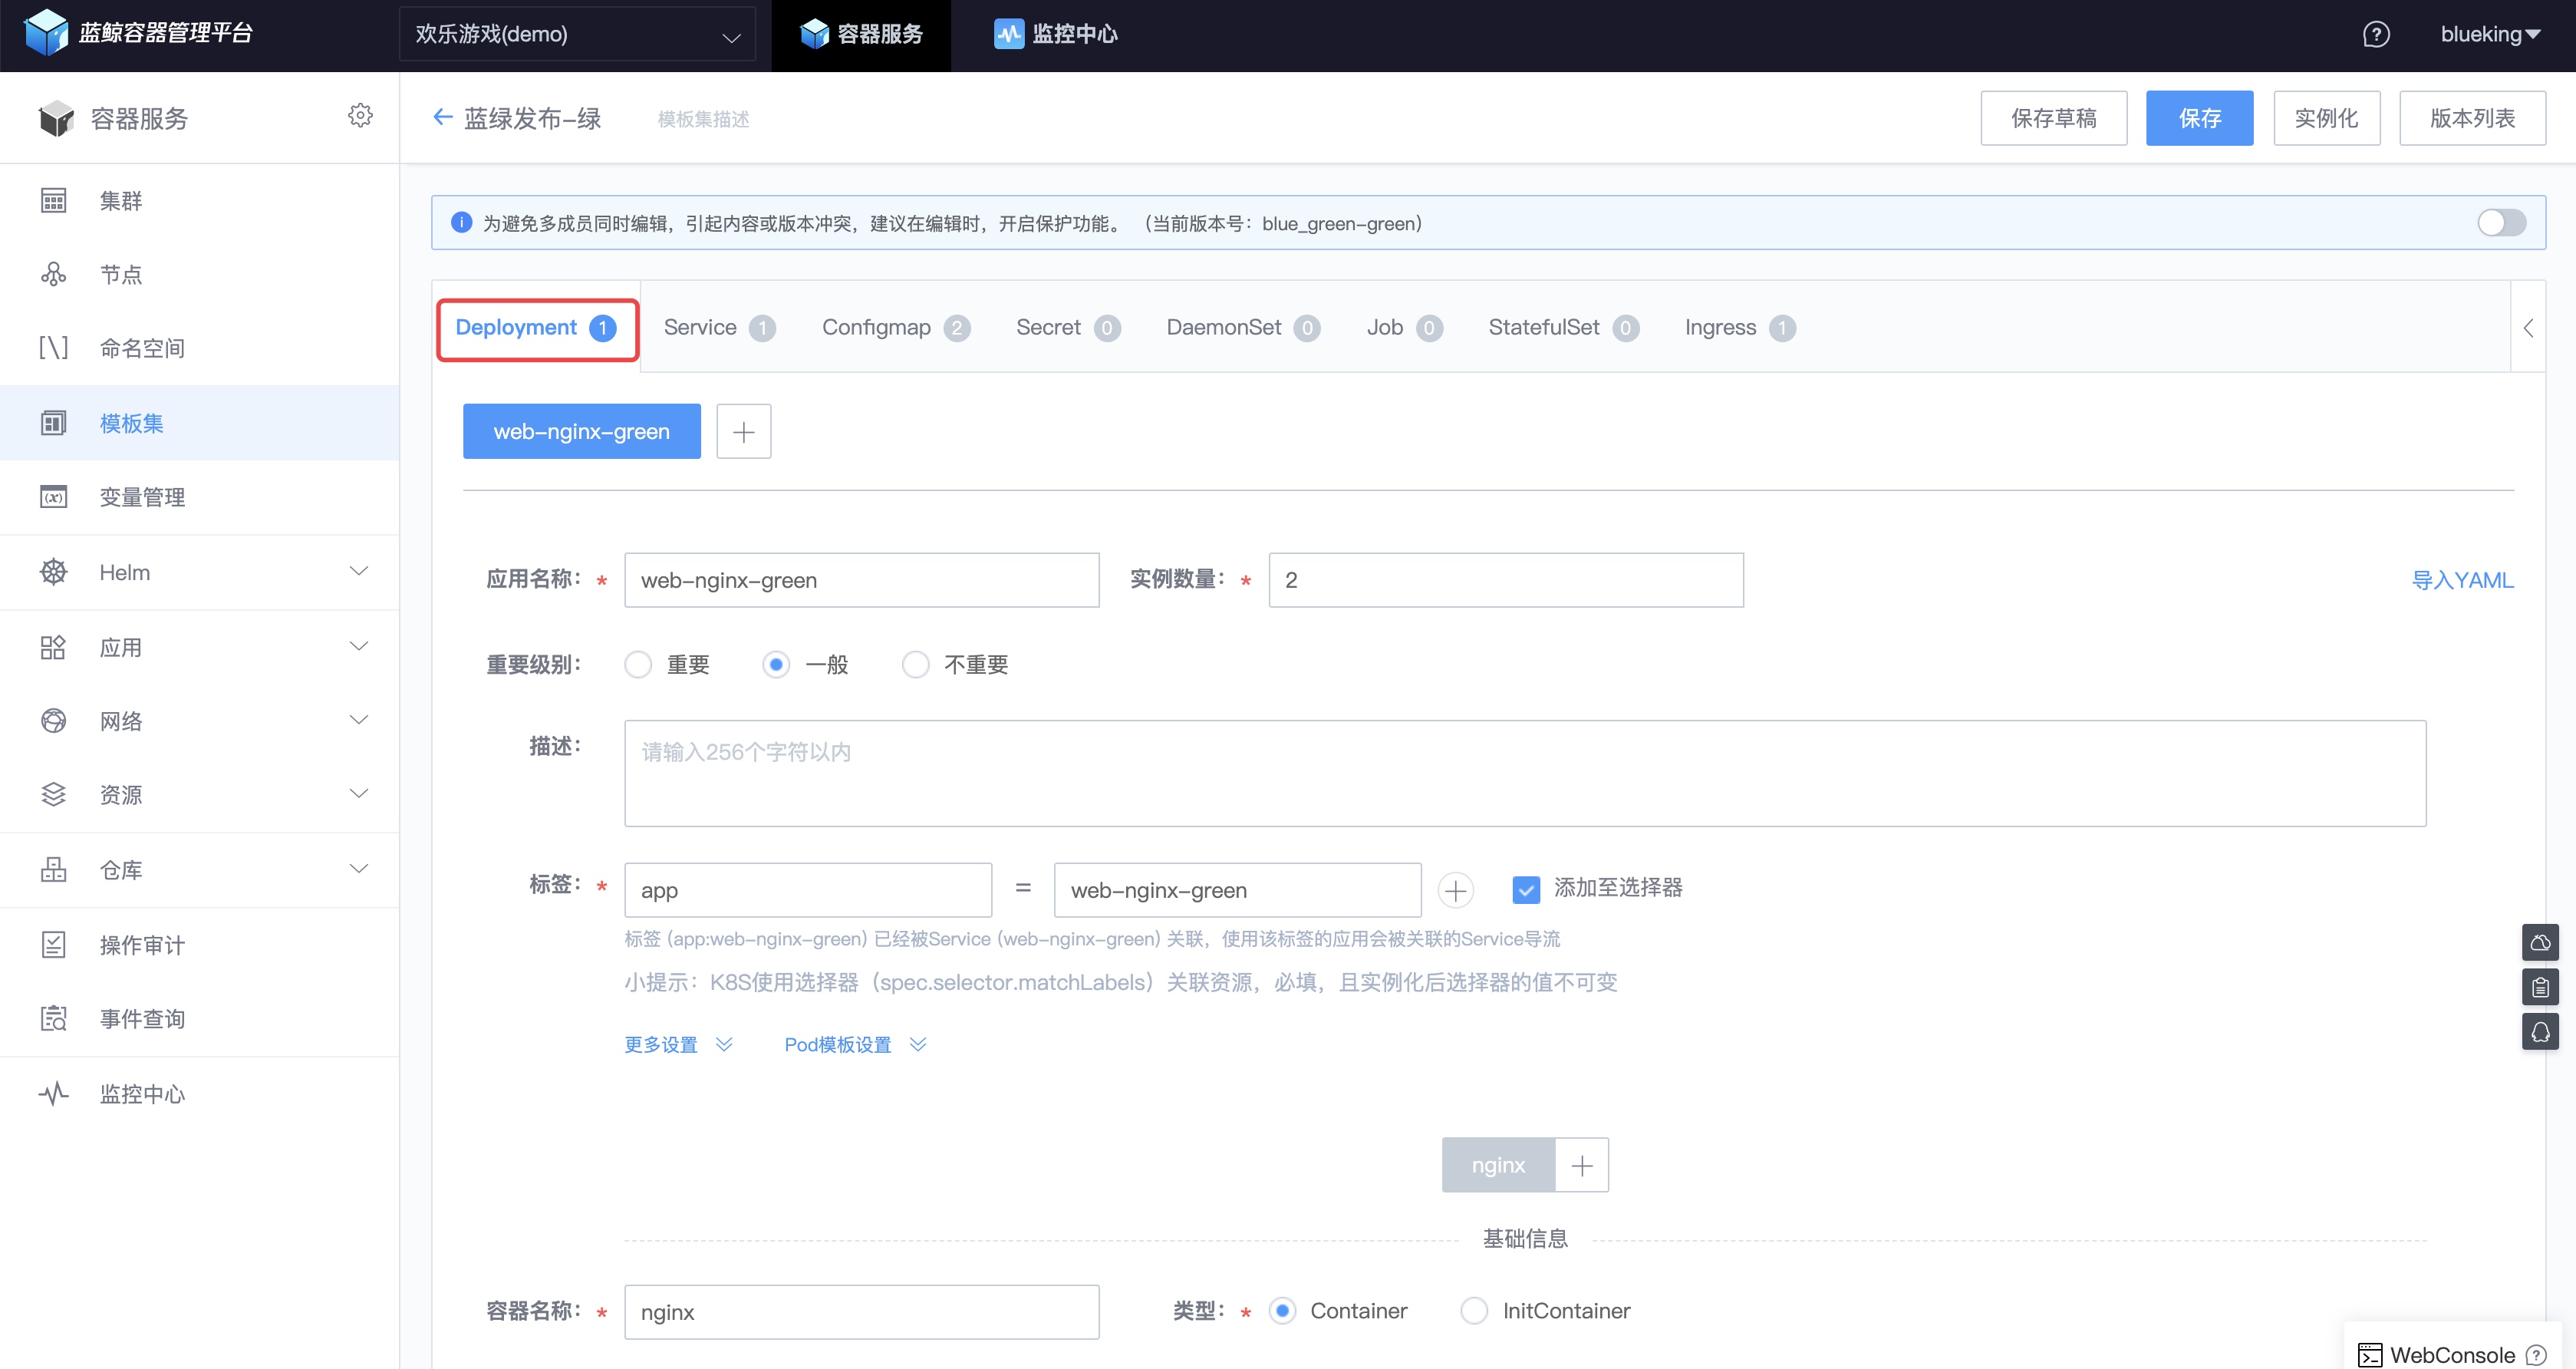 蓝鲸容器管理平台
欢乐游戏(demo)
容器服务
监控中心
blueking
容器服务
蓝绿发布-绿
模板集描述
保存草稿
保存
实例化
版本列表
集群
节点
命名空间
模板集
变量管理
Helm
应用
网络
资源
仓库
操作审计
事件查询
监控中心
为避免多成员同时编辑，引起内容或版本冲突，建议在编辑时，开启保护功能。（当前版本号：blue_green-green）
Deployment 1
Service 1
Configmap 2
Secret 0
DaemonSet 0
Job 0
StatefulSet 0
Ingress 1
web-nginx-green
应用名称： * web-nginx-green
实例数量： * 2
导入YAML
重要级别： 重要 一般 不重要
描述： 请输入256个字符以内
标签： * app = web-nginx-green 添加至选择器
标签 (app:web-nginx-green) 已经被Service (web-nginx-green) 关联，使用该标签的应用会被关联的Service导流
小提示：K8S使用选择器（spec.selector.matchLabels）关联资源，必填，且实例化后选择器的值不可变
更多设置 Pod模板设置
nginx
基础信息
容器名称： * nginx
类型： * Container InitContainer
WebConsole